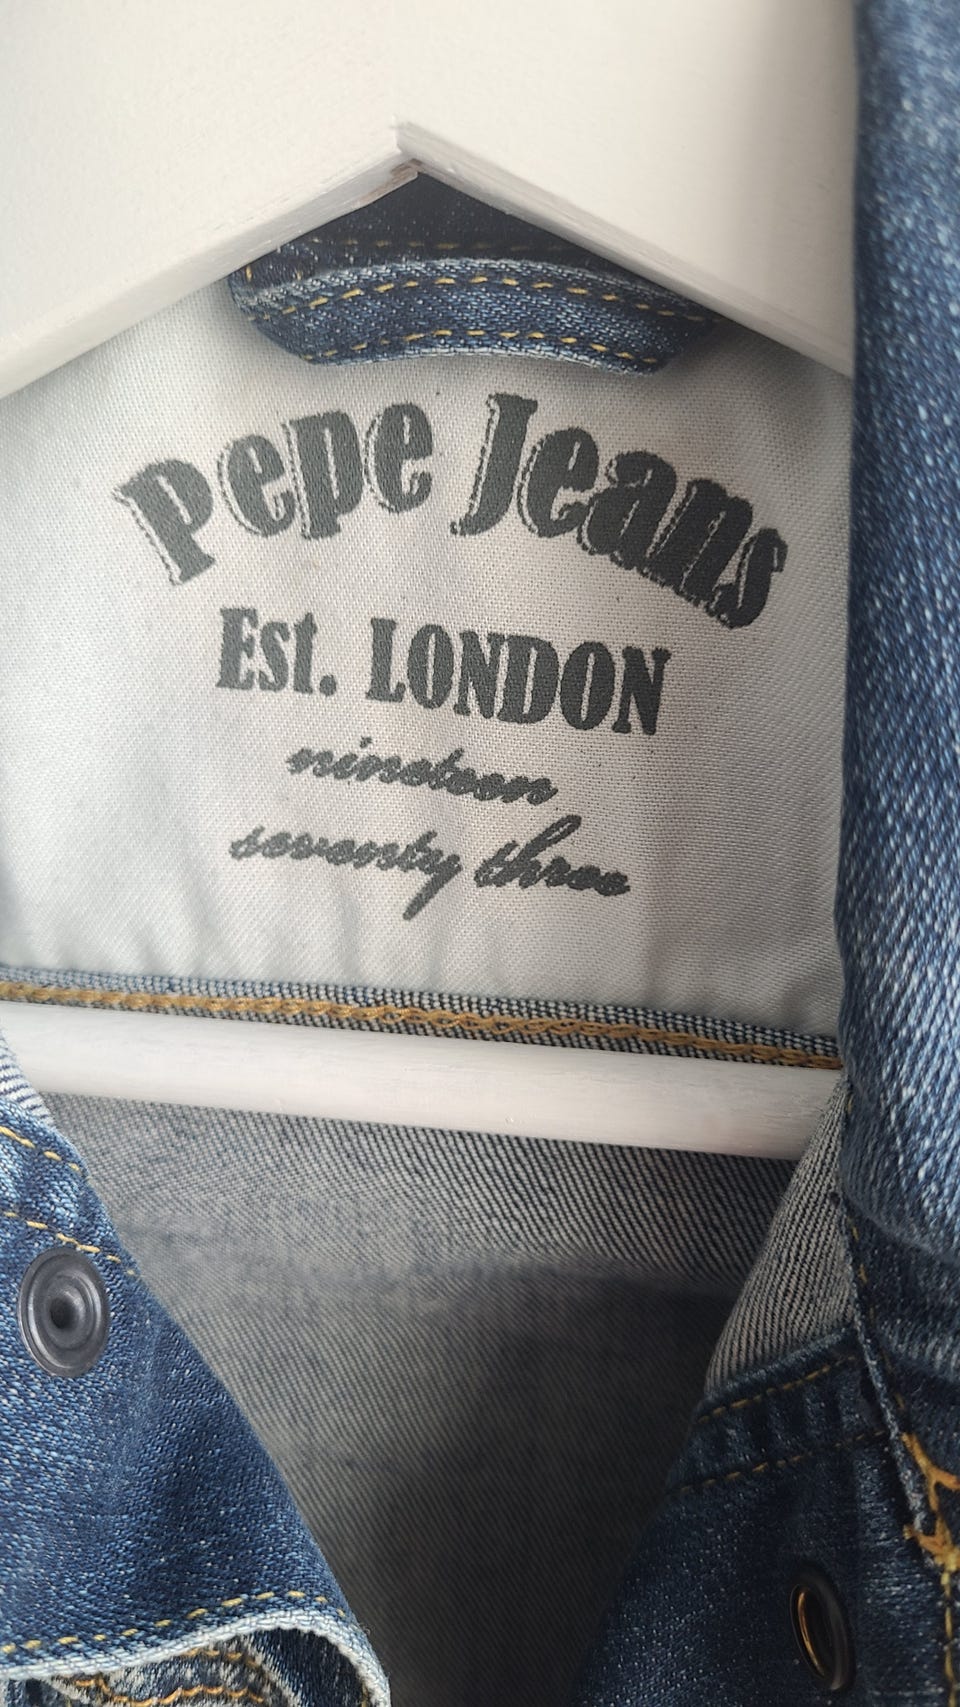 Pepe Jeans
Est. LONDON
nineteen
seventy three